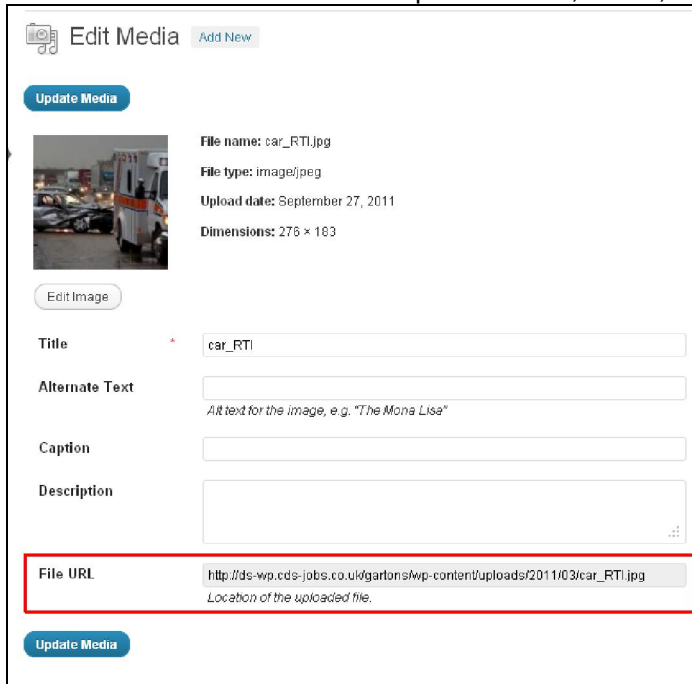 Edit Media Add New
Update Media
File name: car_RTI.jpg
File type: image/jpeg
Upload date: September 27, 2011
Dimensions: 276 × 183
Edit Image
Title *
car_RTI
Alternate Text
Alt text for the image, e.g. "The Mona Lisa"
Caption
Description
File URL
http://ds-wp.cds-jobs.co.uk/gartons/wp-content/uploads/2011/03/car_RTI.jpg
Location of the uploaded file.
Update Media